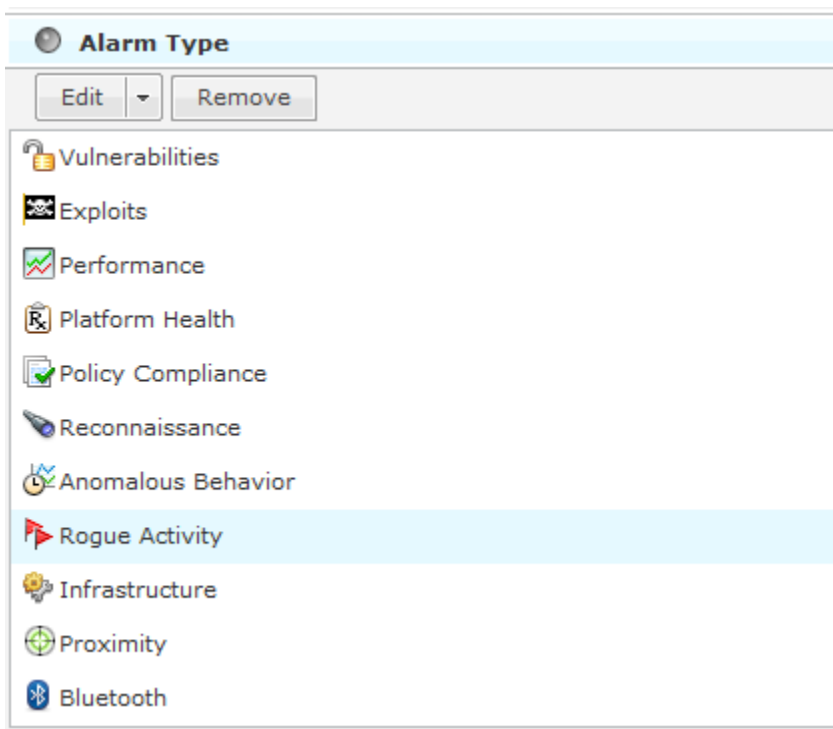 Alarm Type
Edit Remove
Vulnerabilities
Exploits
Performance
Platform Health
Policy Compliance
Reconnaissance
Anomalous Behavior
Rogue Activity
Infrastructure
Proximity
Bluetooth